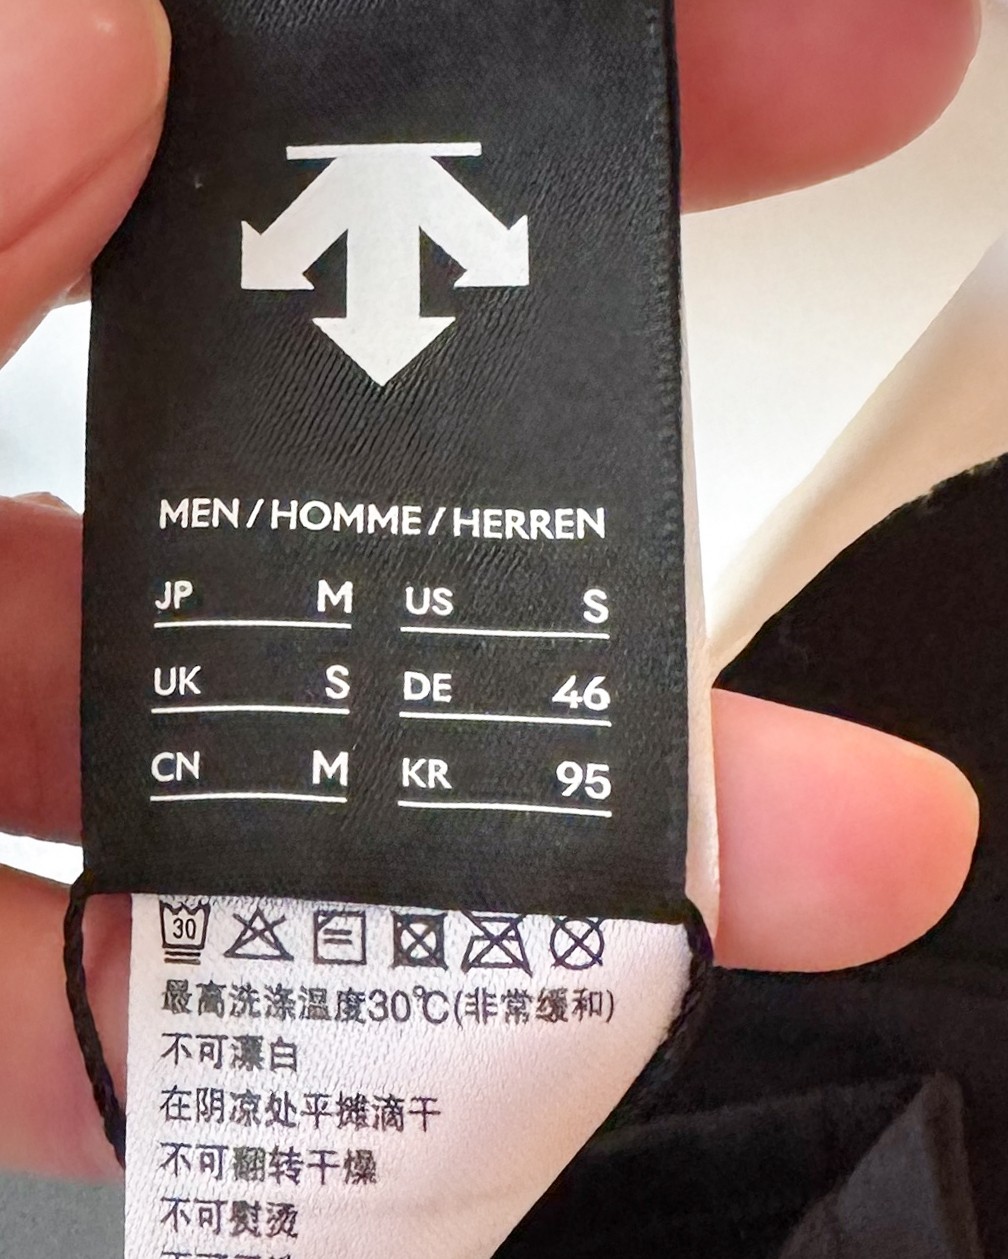 MEN/HOMME/HERREN
JP M US S
UK S DE 46
CN M KR 95
30
最高洗涤温度30℃(非常缓和)
不可漂白
在阴凉处平摊滴干
不可翻转干燥
不可熨烫